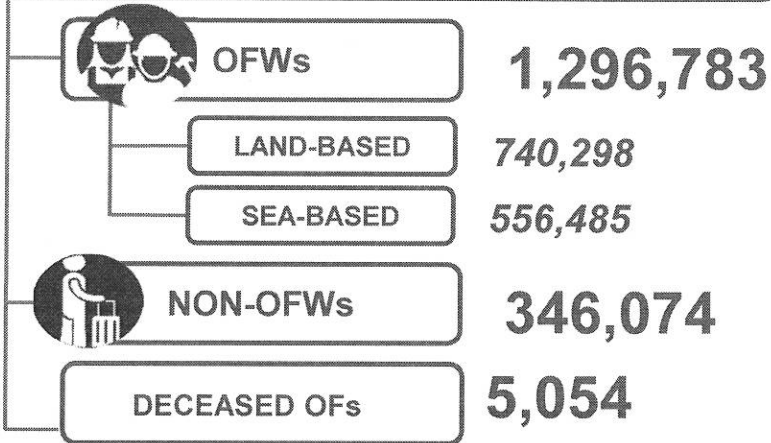 OFWs 1,296,783
LAND-BASED 740,298
SEA-BASED 556,485
NON-OFWs 346,074
DECEASED OFs 5,054